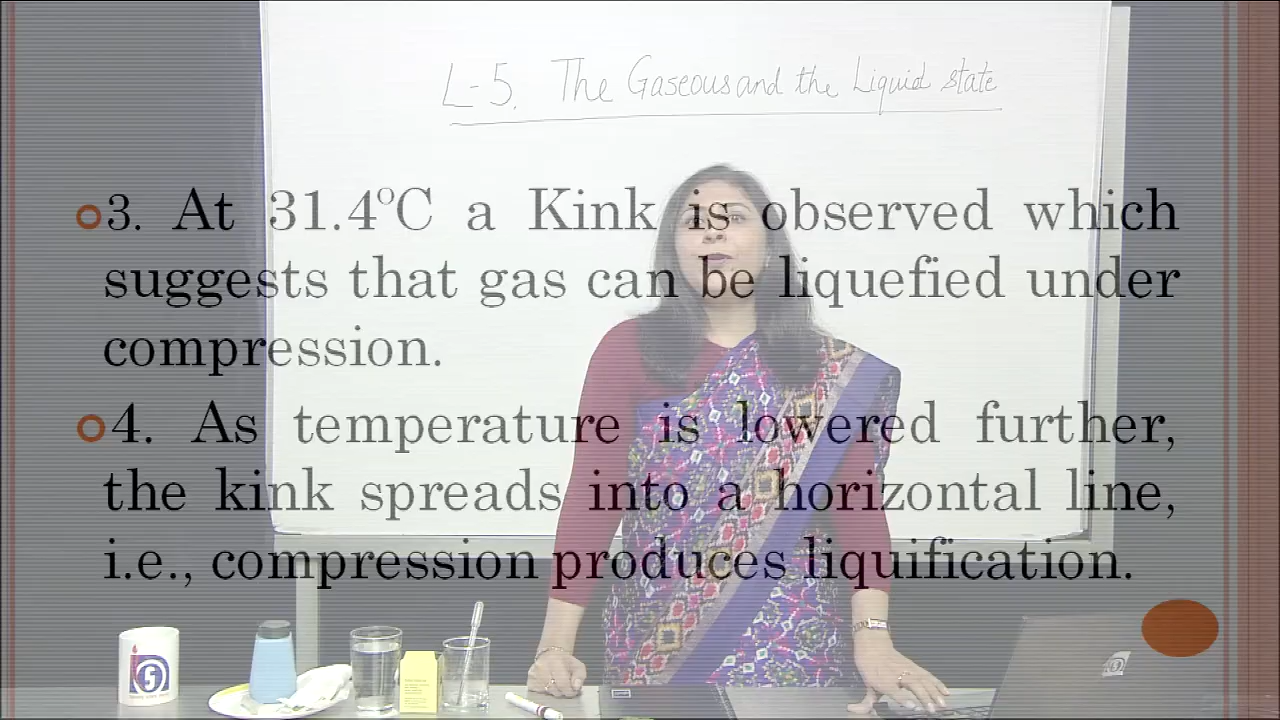 L-5. The Gaseous and the Liquid state
3. At 31.4ºC a Kink is observed which
suggests that gas can be liquefied under
compression.
4. As temperature is lowered further,
the kink spreads into a horizontal line,
i.e., compression produces liquification.